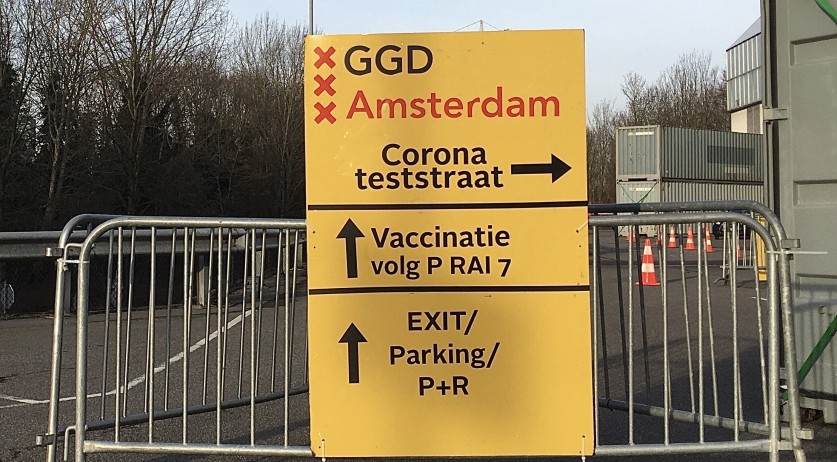 GGD
Amsterdam
Corona
teststraat
Vaccinatie
volg P RAI 7
EXIT/
Parking/
P+R